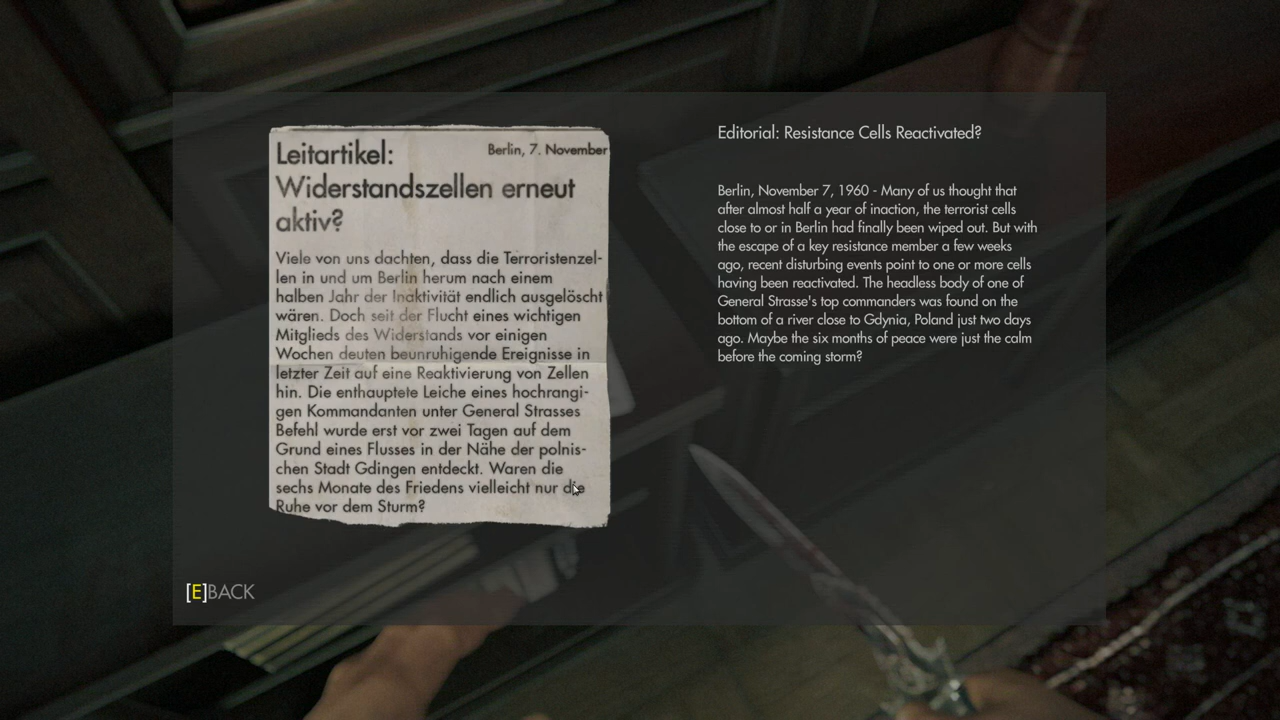 Leitartikel:
Berlin, 7. November
Widerstandszellen erneut
aktiv?
Viele von uns dachten, dass die Terroristenzel-
len in und um Berlin herum nach einem
halben Jahr der Inaktivität endlich ausgelöscht
wären. Doch seit der Flucht eines wichtigen
Mitglieds des Widerstands vor einigen
Wochen deuten beunruhigende Ereignisse in
letzter Zeit auf eine Reaktivierung von Zellen
hin. Die enthauptete Leiche eines hochrangi-
gen Kommandanten unter General Strasses
Befehl wurde erst vor zwei Tagen auf dem
Grund eines Flusses in der Nähe der polnis-
chen Stadt Gdingen entdeckt. Waren die
sechs Monate des Friedens vielleicht nur die
Ruhe vor dem Sturm?
Editorial: Resistance Cells Reactivated?
Berlin, November 7, 1960 - Many of us thought that
after almost half a year of inaction, the terrorist cells
close to or in Berlin had finally been wiped out. But with
the escape of a key resistance member a few weeks
ago, recent disturbing events point to one or more cells
having been reactivated. The headless body of one of
General Strasse's top commanders was found on the
bottom of a river close to Gdynia, Poland just two days
ago. Maybe the six months of peace were just the calm
before the coming storm?
[E]BACK